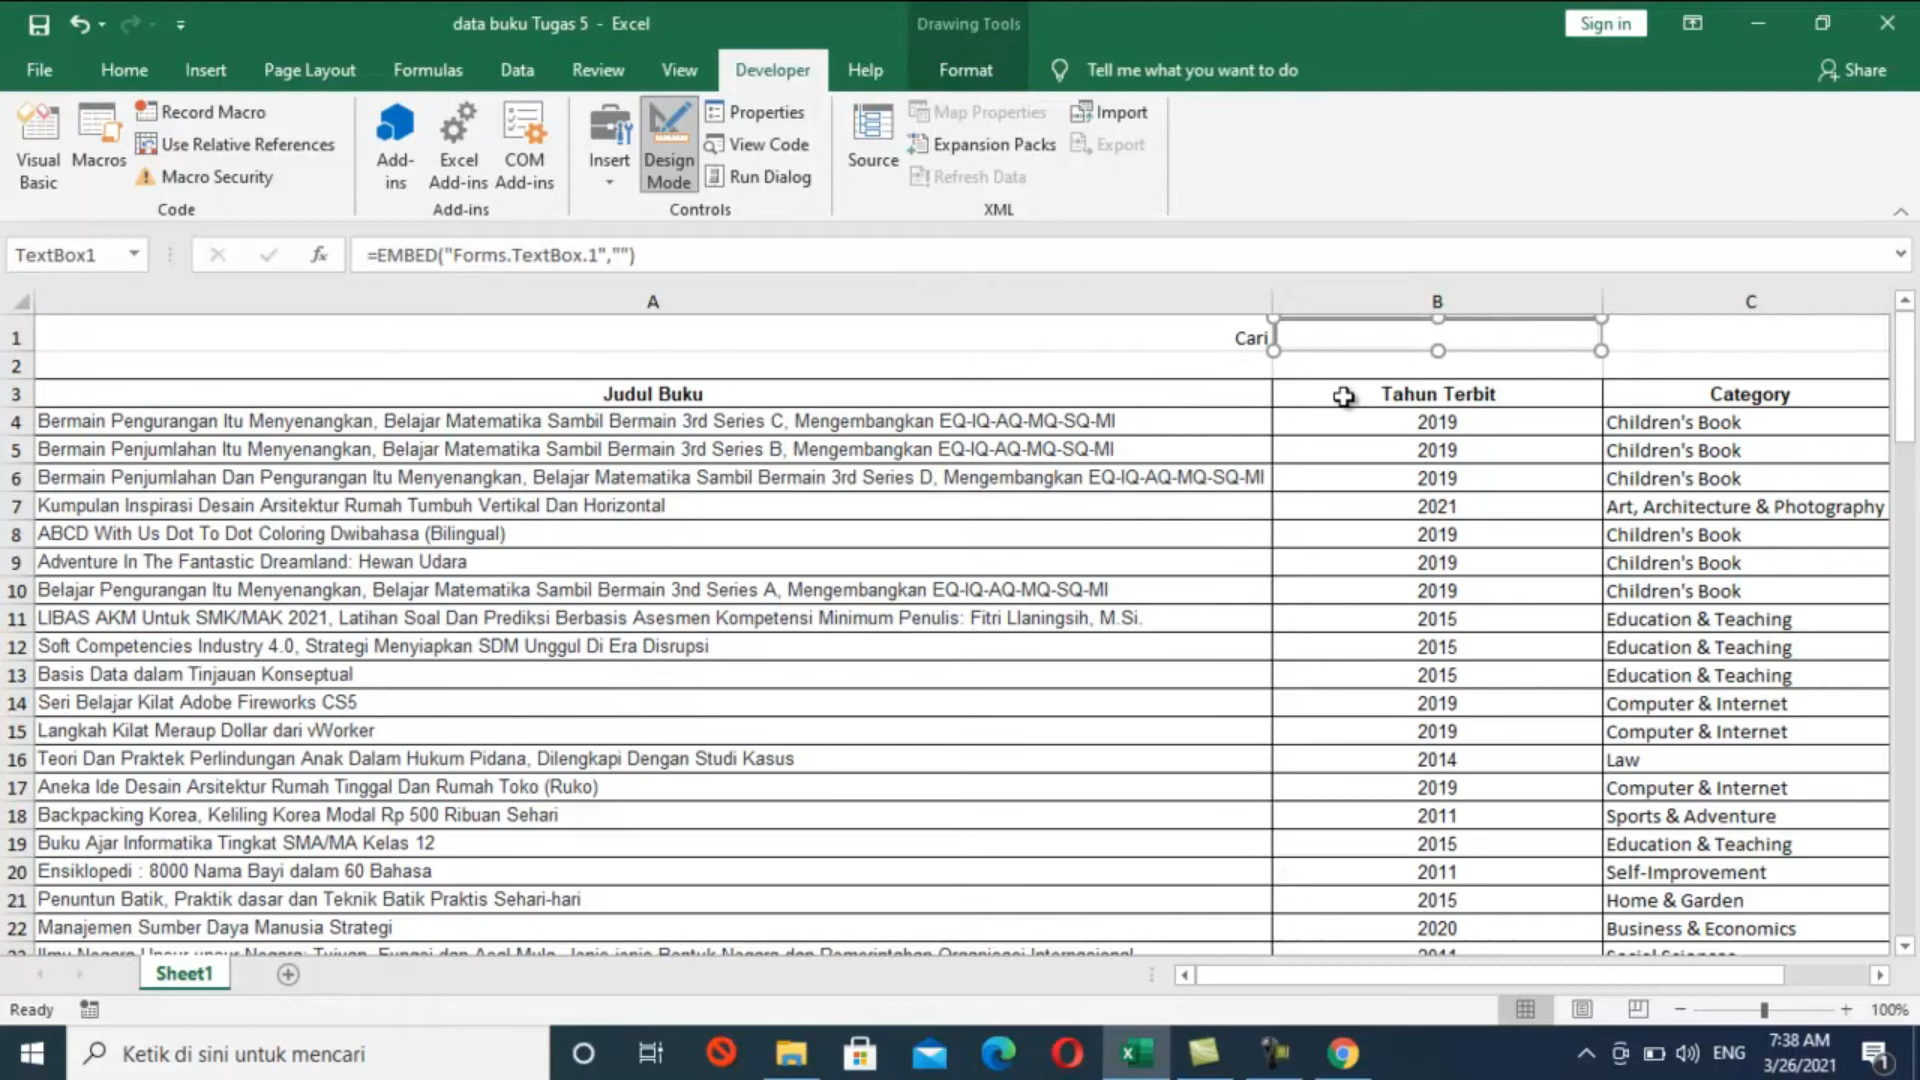 data buku Tugas 5 - Excel
Drawing Tools
Sign in
File
Home
Insert
Page Layout
Formulas
Data
Review
View
Developer
Help
Format
Tell me what you want to do
Share
Visual Basic
Macros
Record Macro
Use Relative References
Macro Security
Code
Add-ins
Excel Add-ins
COM Add-ins
Add-ins
Insert
Design Mode
Properties
View Code
Run Dialog
Controls
Source
Map Properties
Expansion Packs
Refresh Data
Import
Export
XML
TextBox1
fx
=EMBED("Forms.TextBox.1","")
A B C
1 Cari
2
3 Judul Buku Tahun Terbit Category
4 Bermain Pengurangan Itu Menyenangkan, Belajar Matematika Sambil Bermain 3rd Series C, Mengembangkan EQ-IQ-AQ-MQ-SQ-MI 2019 Children's Book
5 Bermain Penjumlahan Itu Menyenangkan, Belajar Matematika Sambil Bermain 3rd Series B, Mengembangkan EQ-IQ-AQ-MQ-SQ-MI 2019 Children's Book
6 Bermain Penjumlahan Dan Pengurangan Itu Menyenangkan, Belajar Matematika Sambil Bermain 3rd Series D, Mengembangkan EQ-IQ-AQ-MQ-SQ-MI 2019 Children's Book
7 Kumpulan Inspirasi Desain Arsitektur Rumah Tumbuh Vertikal Dan Horizontal 2021 Art, Architecture & Photography
8 ABCD With Us Dot To Dot Coloring Dwibahasa (Bilingual) 2019 Children's Book
9 Adventure In The Fantastic Dreamland: Hewan Udara 2019 Children's Book
10 Belajar Pengurangan Itu Menyenangkan, Belajar Matematika Sambil Bermain 3nd Series A, Mengembangkan EQ-IQ-AQ-MQ-SQ-MI 2019 Children's Book
11 LIBAS AKM Untuk SMK/MAK 2021, Latihan Soal Dan Prediksi Berbasis Asesmen Kompetensi Minimum Penulis: Fitri Llaningsih, M.Si. 2015 Education & Teaching
12 Soft Competencies Industry 4.0, Strategi Menyiapkan SDM Unggul Di Era Disrupsi 2015 Education & Teaching
13 Basis Data dalam Tinjauan Konseptual 2015 Education & Teaching
14 Seri Belajar Kilat Adobe Fireworks CS5 2019 Computer & Internet
15 Langkah Kilat Meraup Dollar dari vWorker 2019 Computer & Internet
16 Teori Dan Praktek Perlindungan Anak Dalam Hukum Pidana, Dilengkapi Dengan Studi Kasus 2014 Law
17 Aneka Ide Desain Arsitektur Rumah Tinggal Dan Rumah Toko (Ruko) 2019 Computer & Internet
18 Backpacking Korea, Keliling Korea Modal Rp 500 Ribuan Sehari 2011 Sports & Adventure
19 Buku Ajar Informatika Tingkat SMA/MA Kelas 12 2015 Education & Teaching
20 Ensiklopedi : 8000 Nama Bayi dalam 60 Bahasa 2011 Self-Improvement
21 Penuntun Batik, Praktik dasar dan Teknik Batik Praktis Sehari-hari 2015 Home & Garden
22 Manajemen Sumber Daya Manusia Strategi 2020 Business & Economics
Sheet1
Ready
100%
Ketik di sini untuk mencari
ENG
7:38 AM
3/26/2021
1